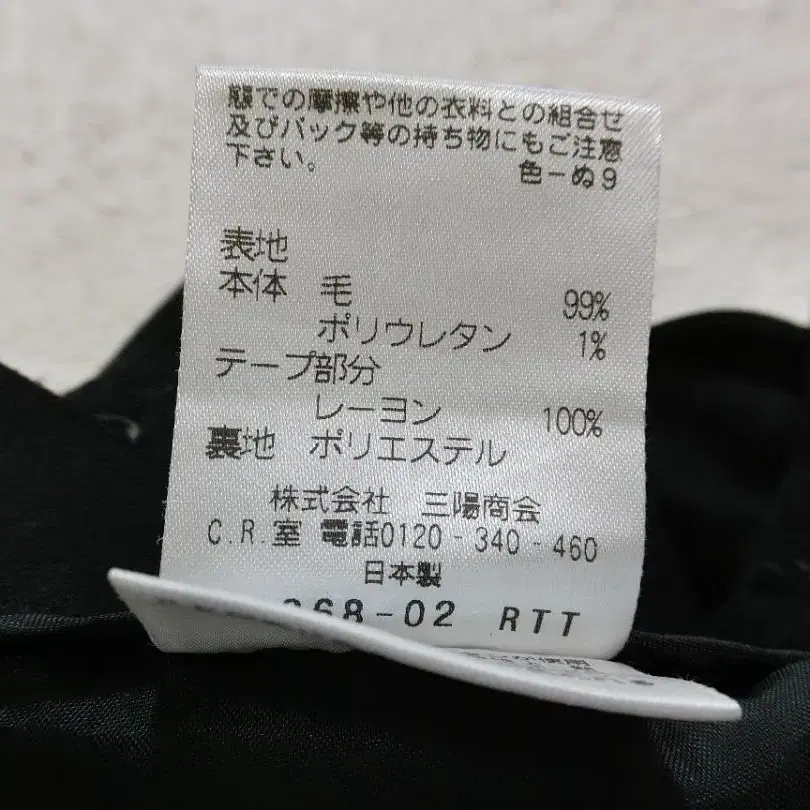 態での摩擦や他の衣料との組合せ
及びバック等の持ち物にもご注意
下さい。 色－ぬ9
表地
本体 毛 99%
ポリウレタン 1%
テープ部分
レーヨン 100%
裏地 ポリエステル
株式会社 三陽商会
C.R.室 電話0120-340-460
日本製
368-02 RTT